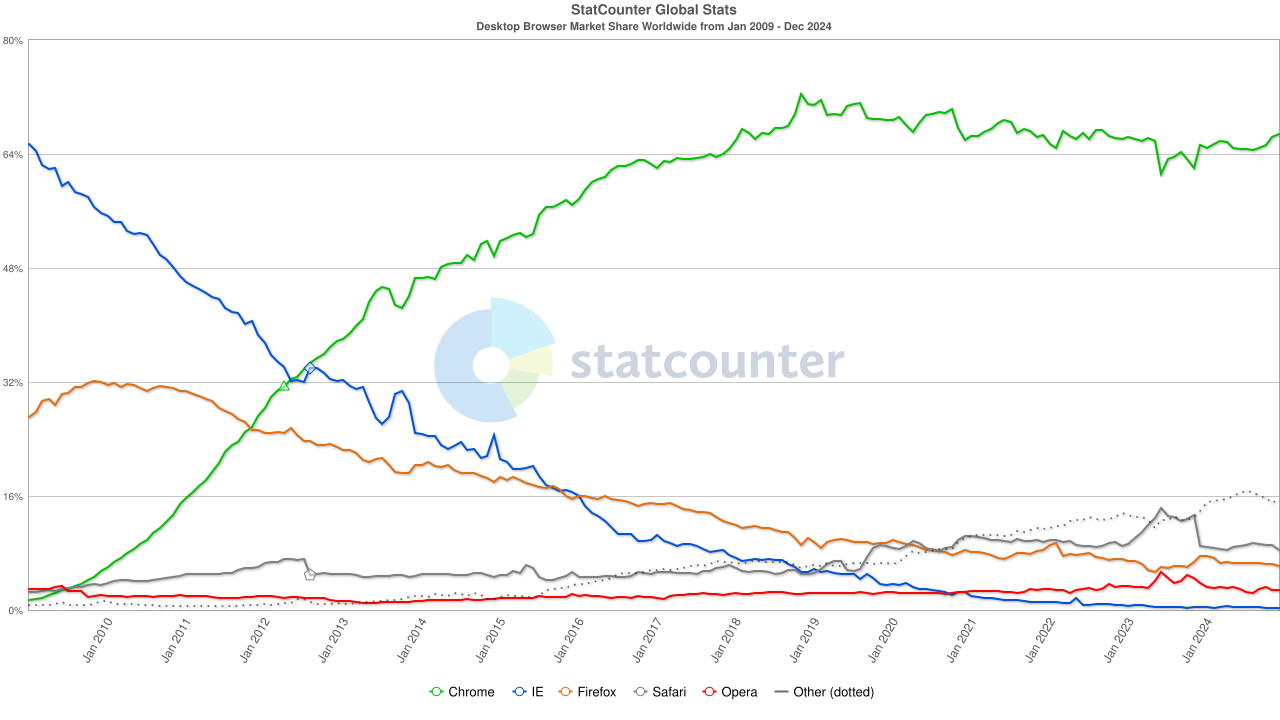 StatCounter Global Stats
Desktop Browser Market Share Worldwide from Jan 2009 - Dec 2024
80%
64%
48%
32%
16%
0%
statcounter
Jan 2010 Jan 2011 Jan 2012 Jan 2013 Jan 2014 Jan 2015 Jan 2016 Jan 2017 Jan 2018 Jan 2019 Jan 2020 Jan 2021 Jan 2022 Jan 2023 Jan 2024
Chrome IE Firefox Safari Opera Other (dotted)